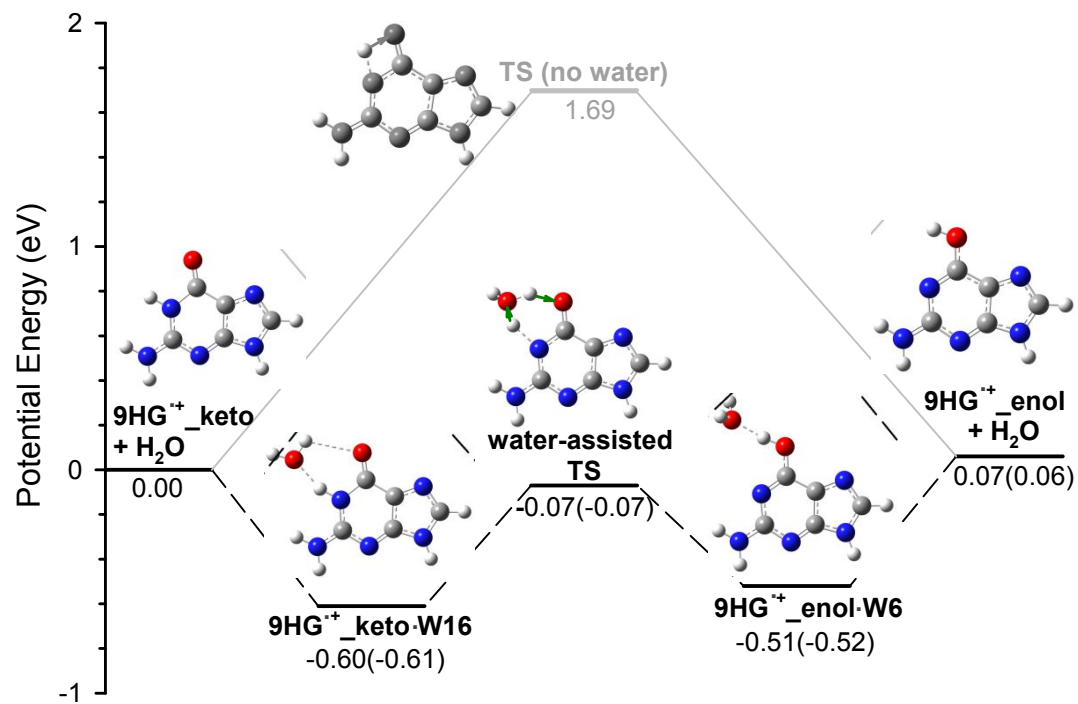 Potential Energy (eV)
2
1
0
-1
TS (no water)
1.69
9HG˙⁺_keto
+ H₂O
0.00
water-assisted
TS
-0.07(-0.07)
9HG˙⁺_enol
+ H₂O
0.07(0.06)
9HG˙⁺_keto·W16
-0.60(-0.61)
9HG˙⁺_enol·W6
-0.51(-0.52)